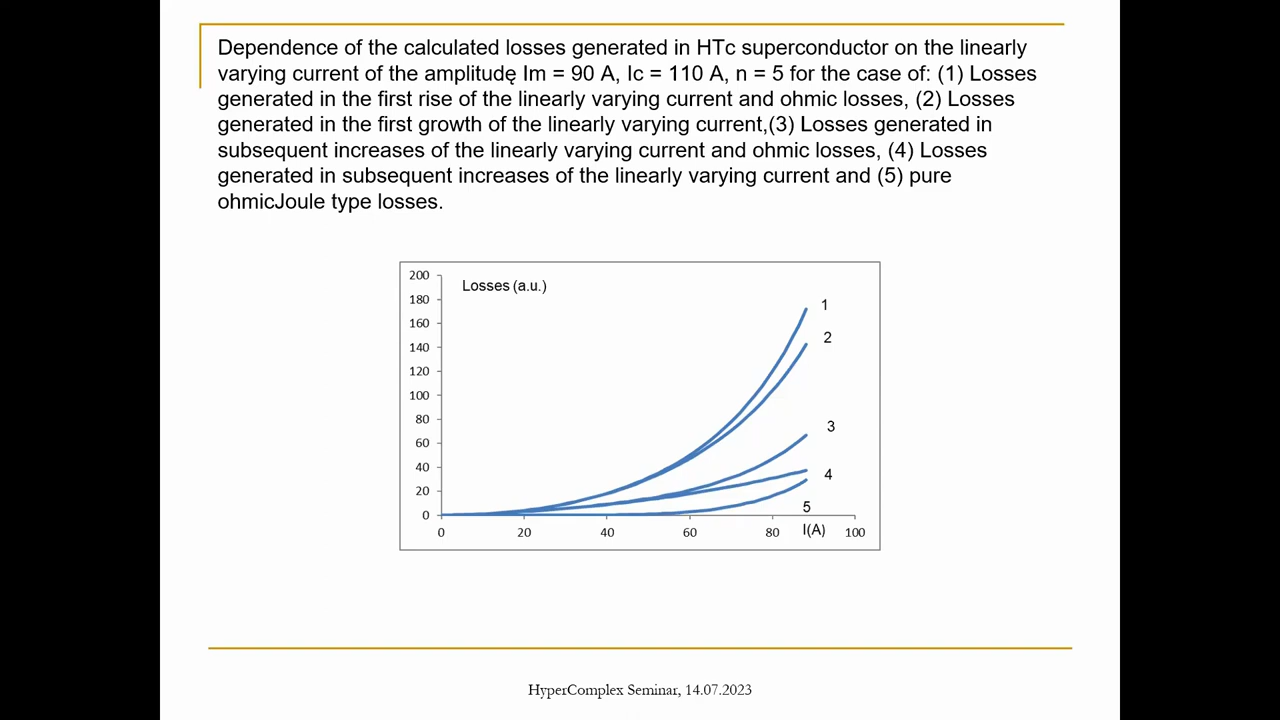 Dependence of the calculated losses generated in HTc superconductor on the linearly
varying current of the amplitudę Im = 90 A, Ic = 110 A, n = 5 for the case of: (1) Losses
generated in the first rise of the linearly varying current and ohmic losses, (2) Losses
generated in the first growth of the linearly varying current,(3) Losses generated in
subsequent increases of the linearly varying current and ohmic losses, (4) Losses
generated in subsequent increases of the linearly varying current and (5) pure
ohmicJoule type losses.
200
Losses (a.u.)
180
160
140
120
100
80
60
40
20
0
1
2
3
4
5
0
20
40
60
80
I(A)
100
HyperComplex Seminar, 14.07.2023